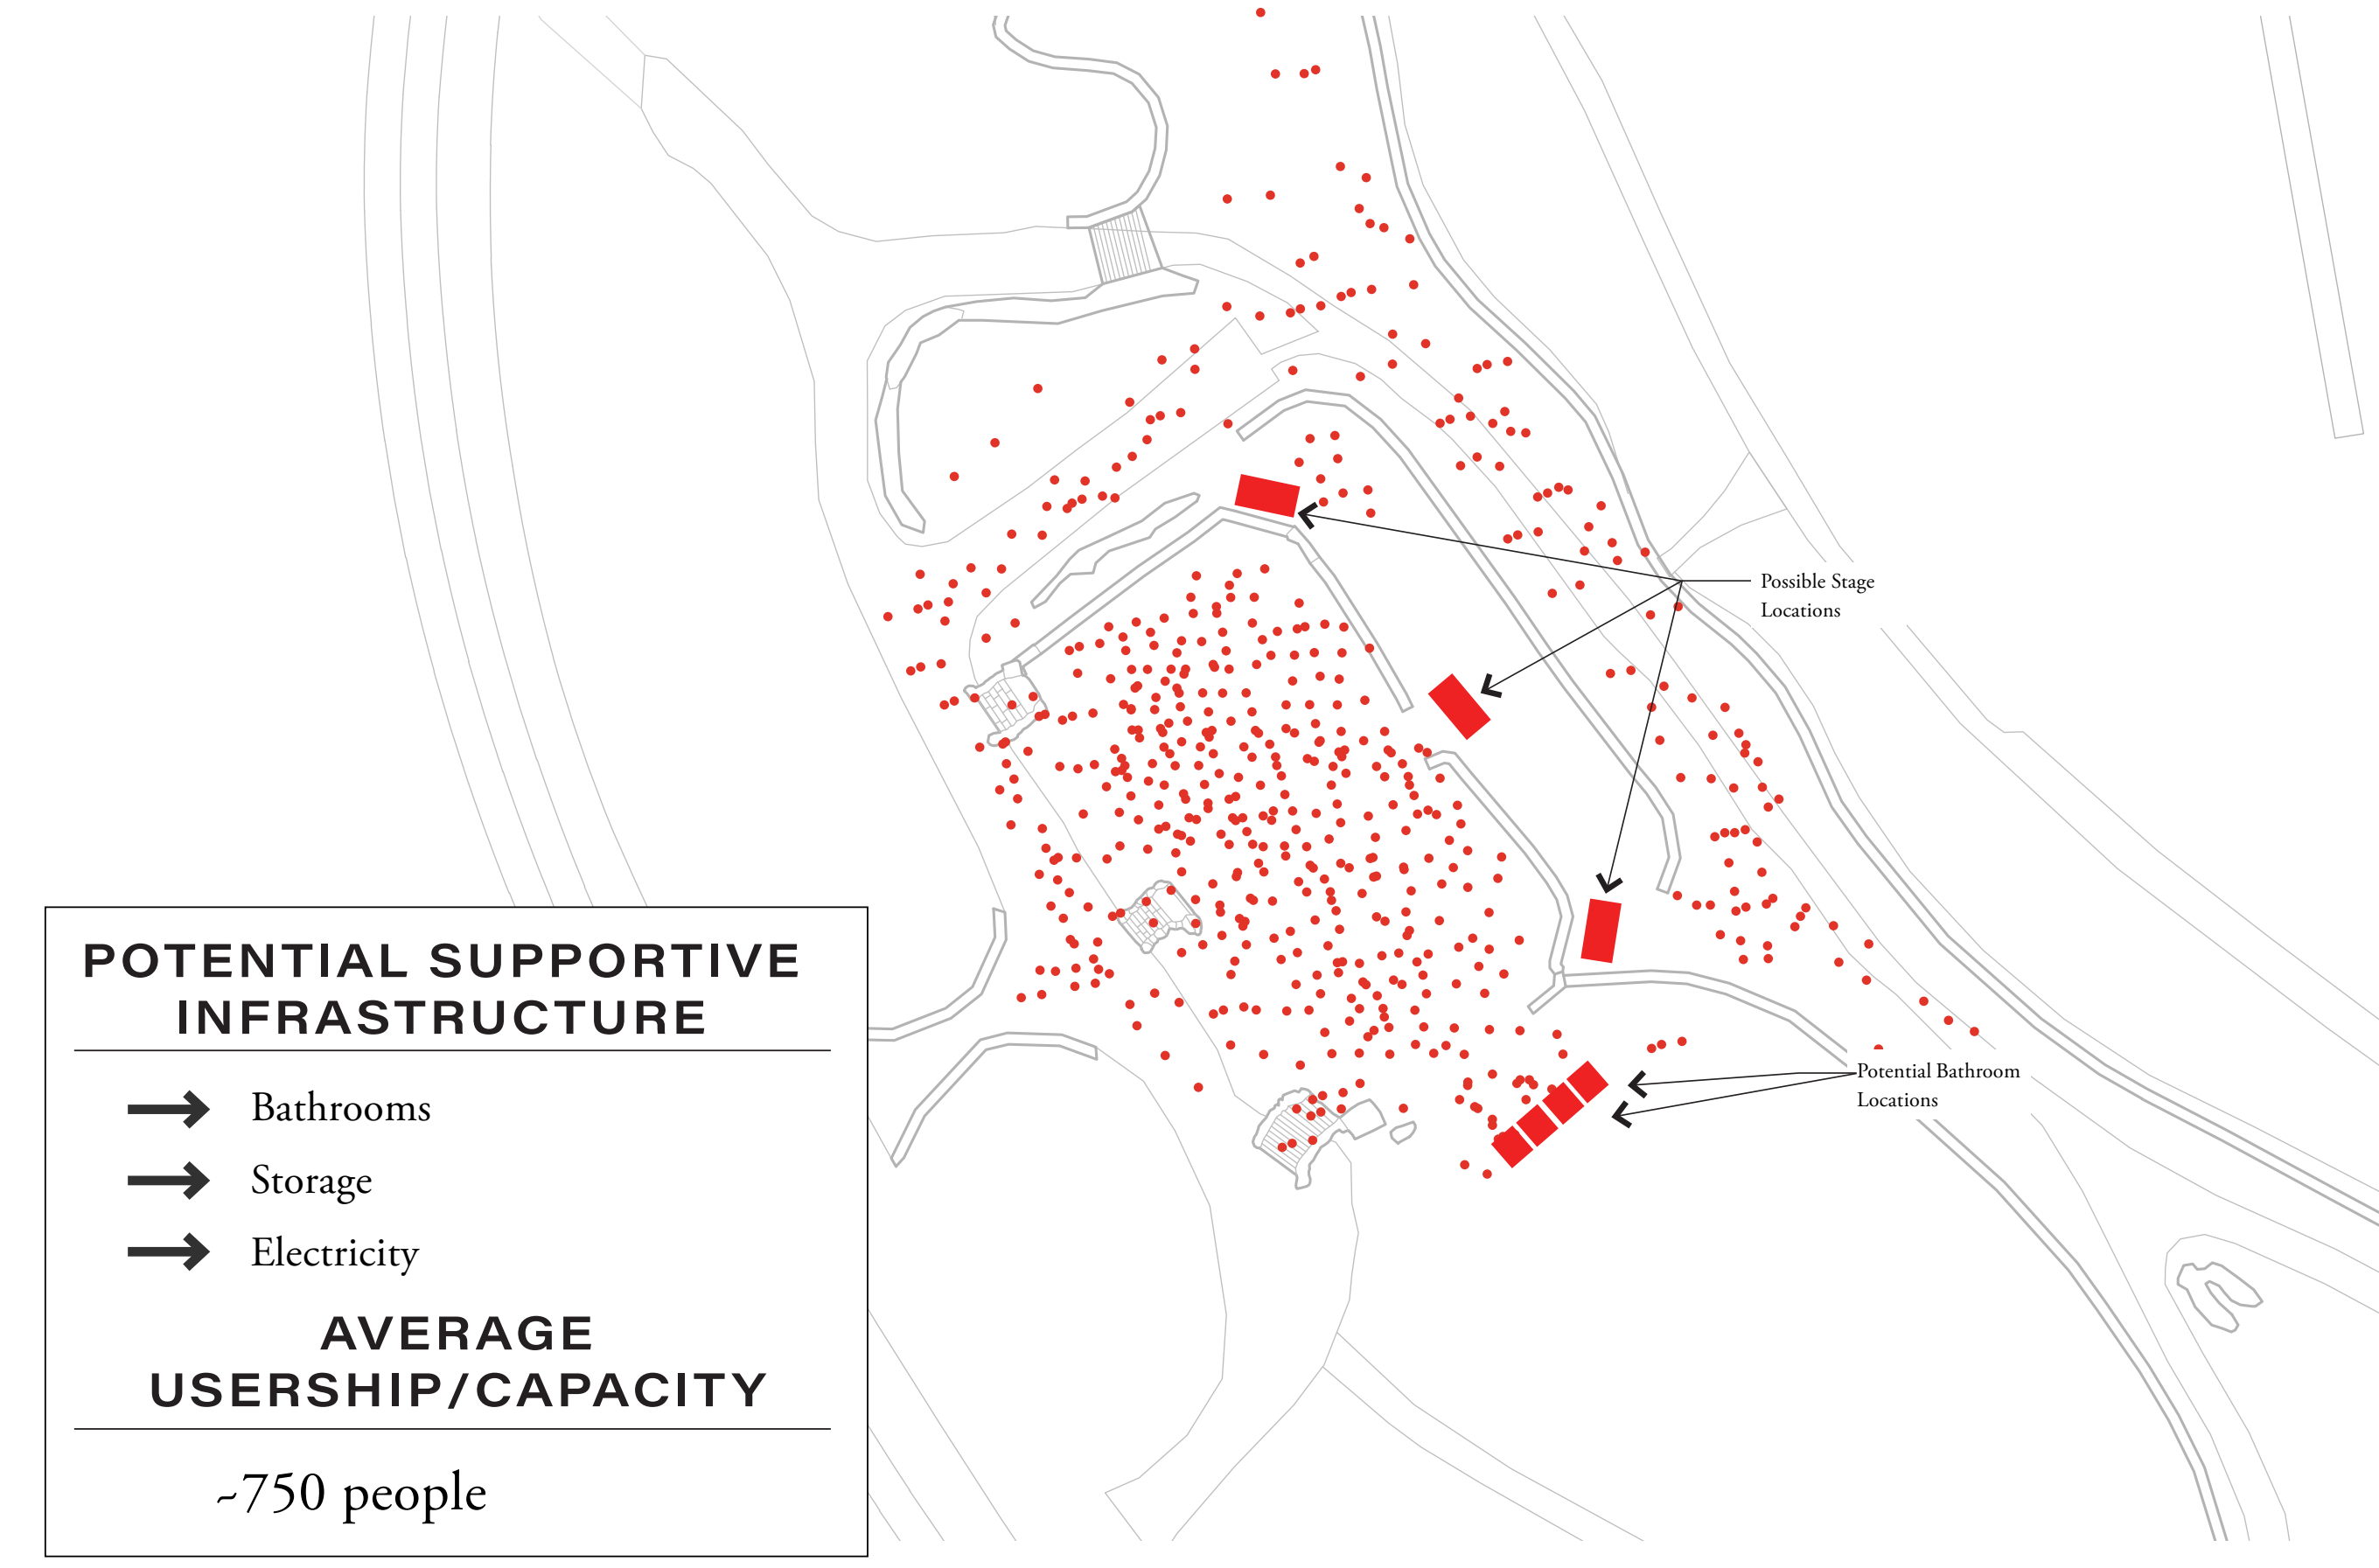 Possible Stage
Locations
POTENTIAL SUPPORTIVE
INFRASTRUCTURE
Bathrooms
Storage
Electricity
AVERAGE
USERSHIP/CAPACITY
~750 people
Potential Bathroom
Locations